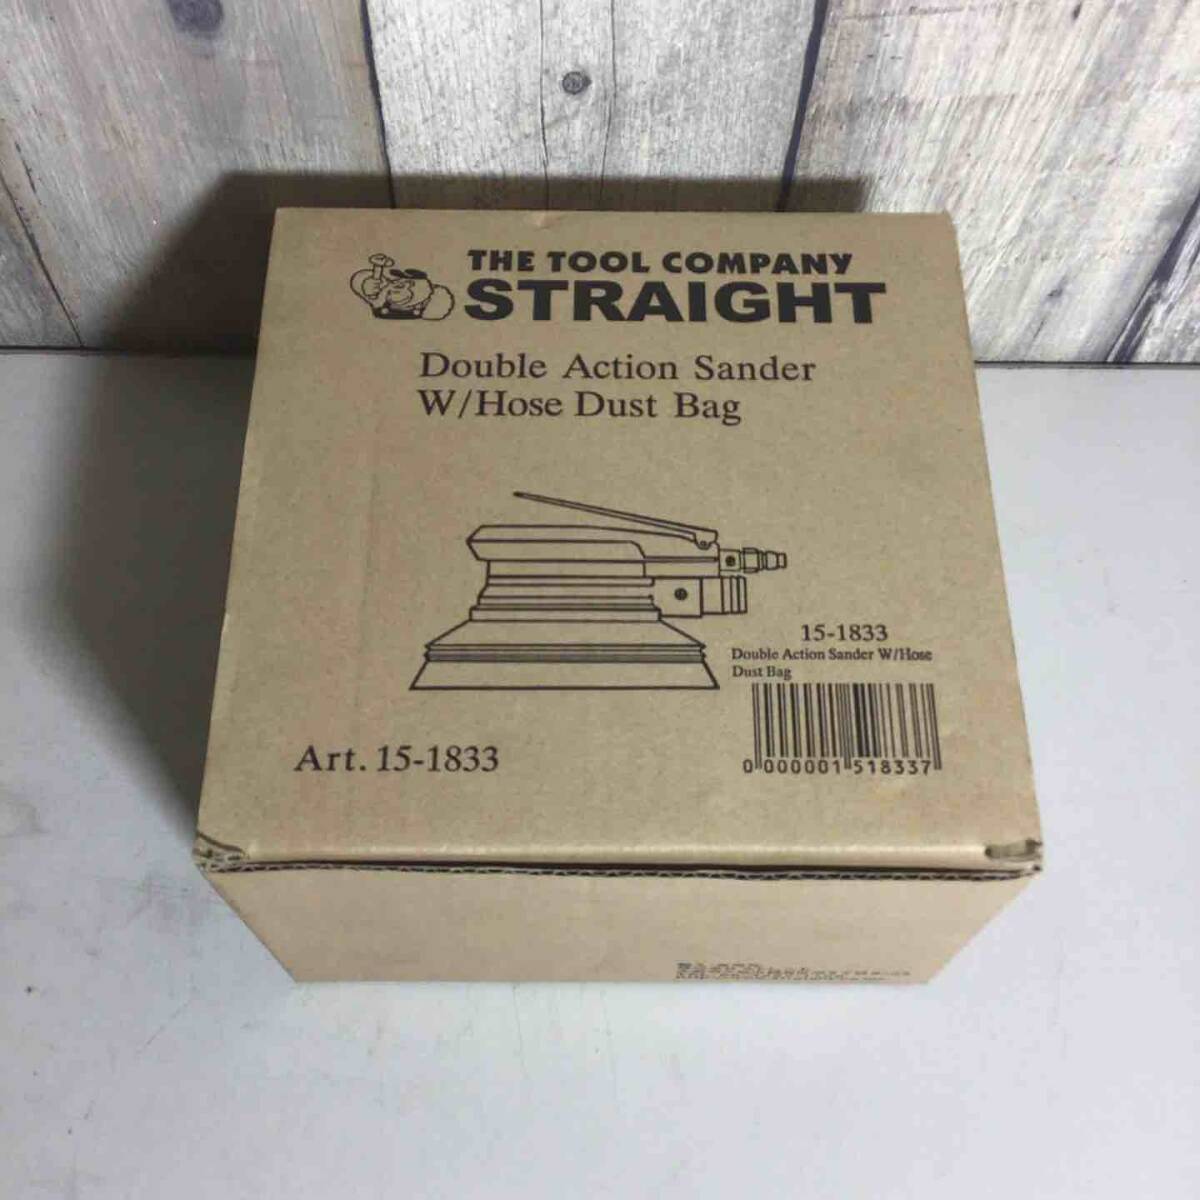 THE TOOL COMPANY
STRAIGHT
Double Action Sander
W/Hose Dust Bag
15-1833
Double Action Sander W/Hose
Dust Bag
0 000001 518337
Art. 15-1833